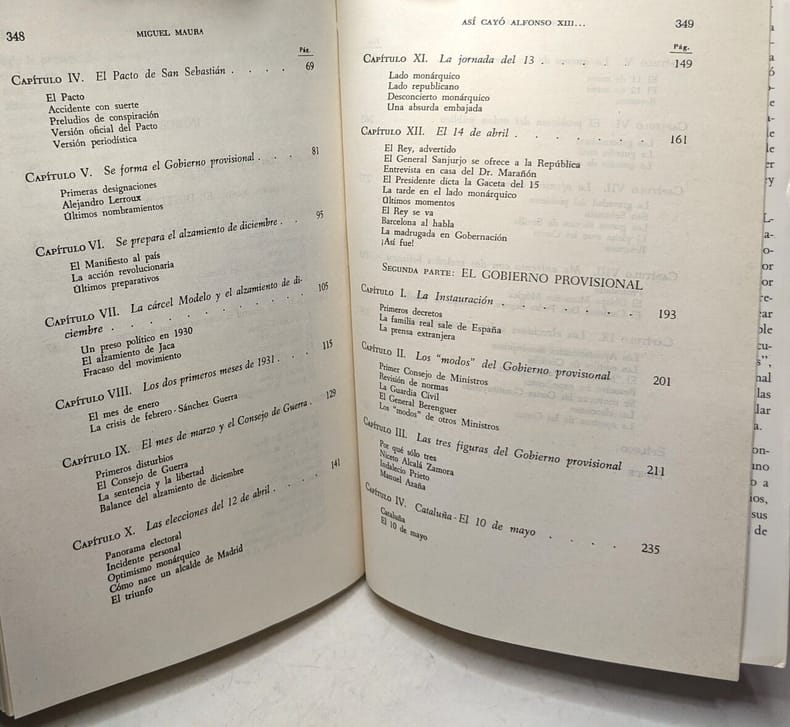 348
MIGUEL MAURA
Pág.
CAPÍTULO IV. El Pacto de San Sebastián . . . . 69
El Pacto
Accidente con suerte
Preludios de conspiración
Versión oficial del Pacto
Versión periodística
CAPÍTULO V. Se forma el Gobierno provisional . . . . 81
Primeras designaciones
Alejandro Lerroux
Últimos nombramientos
CAPÍTULO VI. Se prepara el alzamiento de diciembre . . 95
El Manifiesto al país
La acción revolucionaria
Últimos preparativos
CAPÍTULO VII. La cárcel Modelo y el alzamiento de di-
ciembre . . . . . . . . . . 105
Un preso político en 1930
El alzamiento de Jaca
Fracaso del movimiento
CAPÍTULO VIII. Los dos primeros meses de 1931 . . . 115
El mes de enero
La crisis de febrero - Sánchez Guerra
CAPÍTULO IX. El mes de marzo y el Consejo de Guerra . 129
Primeros disturbios
El Consejo de Guerra
La sentencia y la libertad
Balance del alzamiento de diciembre
CAPÍTULO X. Las elecciones del 12 de abril . . . . 141
Panorama electoral
Incidente personal
Optimismo monárquico
Cómo nace un alcalde de Madrid
El triunfo
ASÍ CAYÓ ALFONSO XIII...
349
Pág.
CAPÍTULO XI. La jornada del 13 . . . . . 149
Lado monárquico
Lado republicano
Desconcierto monárquico
Una absurda embajada
CAPÍTULO XII. El 14 de abril . . . . . . . 161
El Rey, advertido
El General Sanjurjo se ofrece a la República
Entrevista en casa del Dr. Marañón
El Presidente dicta la Gaceta del 15
La tarde en el lado monárquico
Últimos momentos
El Rey se va
Barcelona al habla
La madrugada en Gobernación
¡Así fue!
SEGUNDA PARTE: EL GOBIERNO PROVISIONAL
CAPÍTULO I. La Instauración . . . . . . . 193
Primeros decretos
La familia real sale de España
La prensa extranjera
CAPÍTULO II. Los "modos" del Gobierno provisional 201
Primer Consejo de Ministros
Revisión de normas
La Guardia Civil
El General Berenguer
Los "modos" de otros Ministros
CAPÍTULO III. Las tres figuras del Gobierno provisional 211
Por qué sólo tres
Niceto Alcalá Zamora
Indalecio Prieto
Manuel Azaña
CAPÍTULO IV. Cataluña - El 10 de mayo . . . . 235
Cataluña
El 10 de mayo